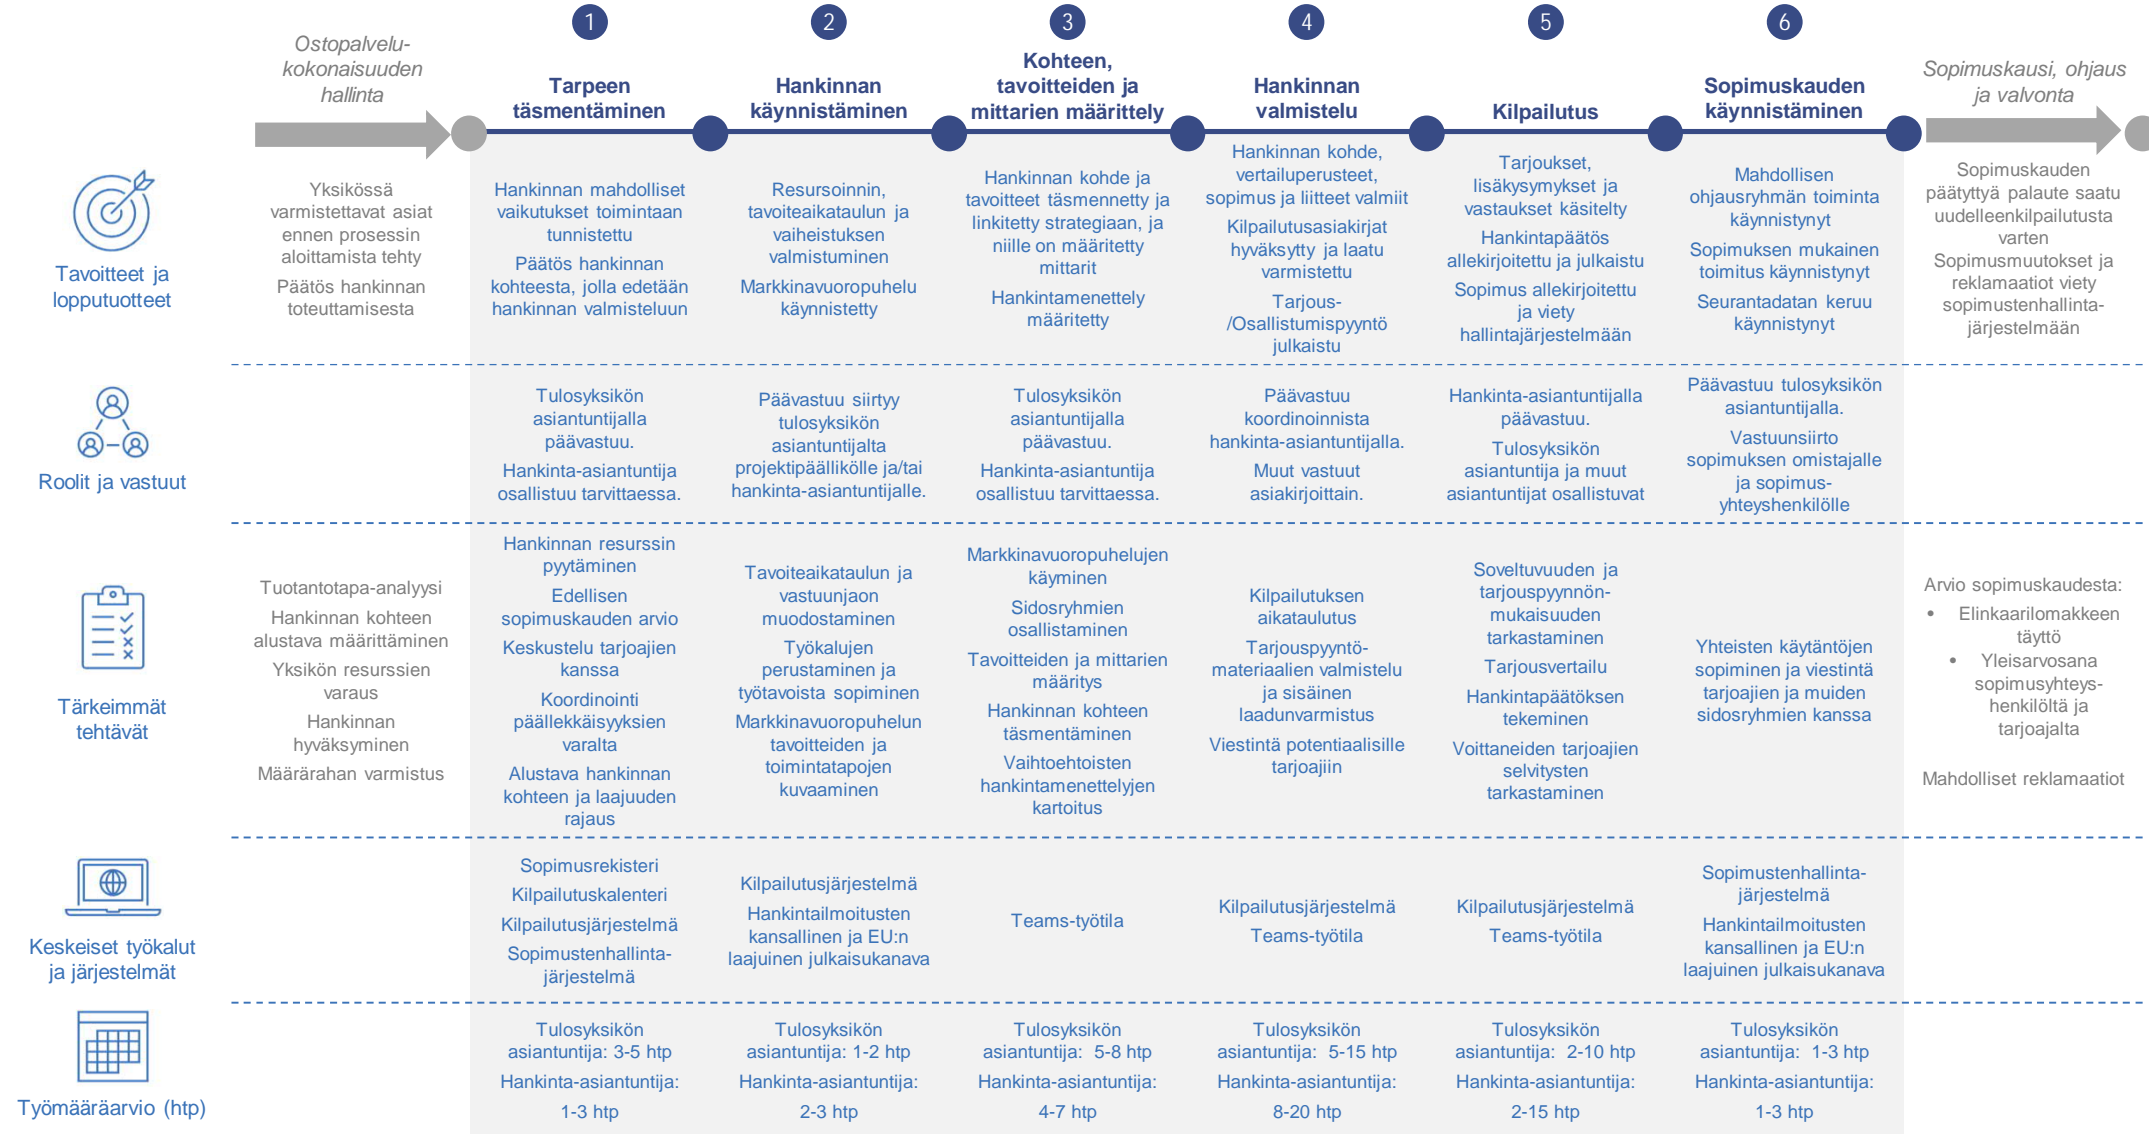 1
2
3
4
5
6
Ostopalvelu-
kokonaisuuden
hallinta
Tarpeen
täsmentäminen
Hankinnan
käynnistäminen
Kohteen,
tavoitteiden ja
mittarien määrittely
Hankinnan
valmistelu
Kilpailutus
Sopimuskauden
käynnistäminen
Sopimuskausi, ohjaus
ja valvonta
Tavoitteet ja
lopputuotteet
Yksikössä
varmistettavat asiat
ennen prosessin
aloittamista tehty
Päätös hankinnan
toteuttamisesta
Hankinnan mahdolliset
vaikutukset toimintaan
tunnistettu
Päätös hankinnan
kohteesta, jolla edetään
hankinnan valmisteluun
Resursoinnin,
tavoiteaikataulun ja
vaiheistuksen
valmistuminen
Markkinavuoropuhelu
käynnistetty
Hankinnan kohde ja
tavoitteet täsmennetty ja
linkitetty strategiaan, ja
niille on määritetty
mittarit
Hankintamenettely
määritetty
Hankinnan kohde,
vertailuperusteet,
sopimus ja liitteet valmiit
Kilpailutusasiakirjat
hyväksytty ja laatu
varmistettu
Tarjous-
/Osallistumispyyntö
julkaistu
Tarjoukset,
lisäkysymykset ja
vastaukset käsitelty
Hankintapäätös
allekirjoitettu ja julkaistu
Sopimus allekirjoitettu
ja viety
hallintajärjestelmään
Mahdollisen
ohjausryhmän toiminta
käynnistynyt
Sopimuksen mukainen
toimitus käynnistynyt
Seurantadatan keruu
käynnistynyt
Sopimuskauden
päätyttyä palaute saatu
uudelleenkilpailutusta
varten
Sopimusmuutokset ja
reklamaatiot viety
sopimustenhallinta-
järjestelmään
Roolit ja vastuut
Tulosyksikön
asiantuntijalla
päävastuu.
Hankinta-asiantuntija
osallistuu tarvittaessa.
Päävastuu siirtyy
tulosyksikön
asiantuntijalta
projektipäällikölle ja/tai
hankinta-asiantuntijalle.
Tulosyksikön
asiantuntijalla
päävastuu.
Hankinta-asiantuntija
osallistuu tarvittaessa.
Päävastuu
koordinoinnista
hankinta-asiantuntijalla.
Muut vastuut
asiakirjoittain.
Hankinta-asiantuntijalla
päävastuu.
Tulosyksikön
asiantuntija ja muut
asiantuntijat osallistuvat
Päävastuu tulosyksikön
asiantuntijalla.
Vastuunsiirto
sopimuksen omistajalle
ja sopimus-
yhteyshenkilölle
Tärkeimmät
tehtävät
Tuotantotapa-analyysi
Hankinnan kohteen
alustava määrittäminen
Yksikön resurssien
varaus
Hankinnan
hyväksyminen
Määrärahan varmistus
Hankinnan resurssin
pyytäminen
Edellisen
sopimuskauden arvio
Keskustelu tarjoajien
kanssa
Koordinointi
päällekkäisyyksien
varalta
Alustava hankinnan
kohteen ja laajuuden
rajaus
Tavoiteaikataulun ja
vastuunjaon
muodostaminen
Työkalujen
perustaminen ja
työtavoista sopiminen
Markkinavuoropuhelun
tavoitteiden ja
toimintatapojen
kuvaaminen
Markkinavuoropuhelujen
käyminen
Sidosryhmien
osallistaminen
Tavoitteiden ja mittarien
määritys
Hankinnan kohteen
täsmentäminen
Vaihtoehtoisten
hankintamenettelyjen
kartoitus
Kilpailutuksen
aikataulutus
Tarjouspyyntö-
materiaalien valmistelu
ja sisäinen
laadunvarmistus
Viestintä potentiaalisille
tarjoajiin
Soveltuvuuden ja
tarjouspyynnön-
mukaisuuden
tarkastaminen
Tarjousvertailu
Hankintapäätöksen
tekeminen
Voittaneiden tarjoajien
selvitysten
tarkastaminen
Yhteisten käytäntöjen
sopiminen ja viestintä
tarjoajien ja muiden
sidosryhmien kanssa
Arvio sopimuskaudesta:
• Elinkaarilomakkeen
täyttö
• Yleisarvosana
sopimusyhteys-
henkilöltä ja
tarjoajalta
Mahdolliset reklamaatiot
Keskeiset työkalut
ja järjestelmät
Sopimusrekisteri
Kilpailutuskalenteri
Kilpailutusjärjestelmä
Sopimustenhallinta-
järjestelmä
Kilpailutusjärjestelmä
Hankintailmoitusten
kansallinen ja EU:n
laajuinen julkaisukanava
Teams-työtila
Kilpailutusjärjestelmä
Teams-työtila
Kilpailutusjärjestelmä
Teams-työtila
Sopimustenhallinta-
järjestelmä
Hankintailmoitusten
kansallinen ja EU:n
laajuinen julkaisukanava
Työmääräarvio (htp)
Tulosyksikön
asiantuntija: 3-5 htp
Hankinta-asiantuntija:
1-3 htp
Tulosyksikön
asiantuntija: 1-2 htp
Hankinta-asiantuntija:
2-3 htp
Tulosyksikön
asiantuntija: 5-8 htp
Hankinta-asiantuntija:
4-7 htp
Tulosyksikön
asiantuntija: 5-15 htp
Hankinta-asiantuntija:
8-20 htp
Tulosyksikön
asiantuntija: 2-10 htp
Hankinta-asiantuntija:
2-15 htp
Tulosyksikön
asiantuntija: 1-3 htp
Hankinta-asiantuntija:
1-3 htp